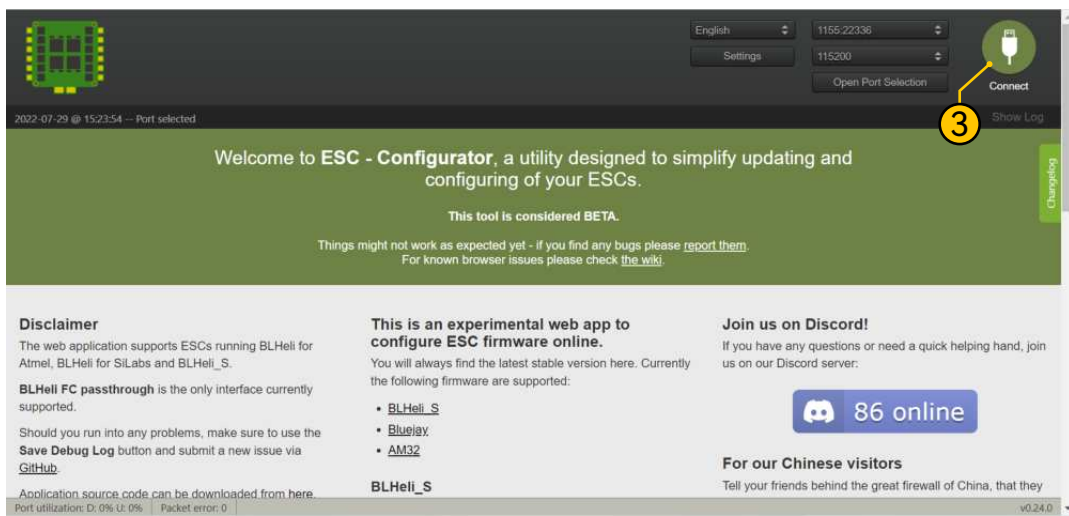 English
1155:22336
Settings
115200
Open Port Selection
Connect
3
2022-07-29 @ 15:23:54 -- Port selected
Show Log
Welcome to ESC - Configurator, a utility designed to simplify updating and
configuring of your ESCs.
Changelog
This tool is considered BETA.
Things might not work as expected yet - if you find any bugs please report them.
For known browser issues please check the wiki.
Disclaimer
The web application supports ESCs running BLHeli for
Atmel, BLHeli for SiLabs and BLHeli_S.
BLHeli FC passthrough is the only interface currently
supported.
Should you run into any problems, make sure to use the
Save Debug Log button and submit a new issue via
GitHub.
Application source code can be downloaded from here.
This is an experimental web app to
configure ESC firmware online.
You will always find the latest stable version here. Currently
the following firmware are supported:
• BLHeli_S
• Bluejay
• AM32
BLHeli_S
Join us on Discord!
If you have any questions or need a quick helping hand, join
us on our Discord server:
86 online
For our Chinese visitors
Tell your friends behind the great firewall of China, that they
Port utilization: D: 0% U: 0%
Packet error: 0
v0.24.0